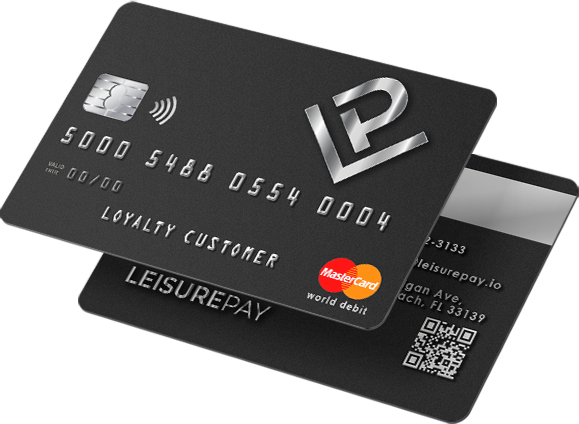 LP
5000 5488 0554 0004
VALID
THRU
00/00
LOYALTY CUSTOMER
MasterCard
world debit
2-3133
leisurepay.io
gan Ave,
ach, FL 33139
LEISUREPAY